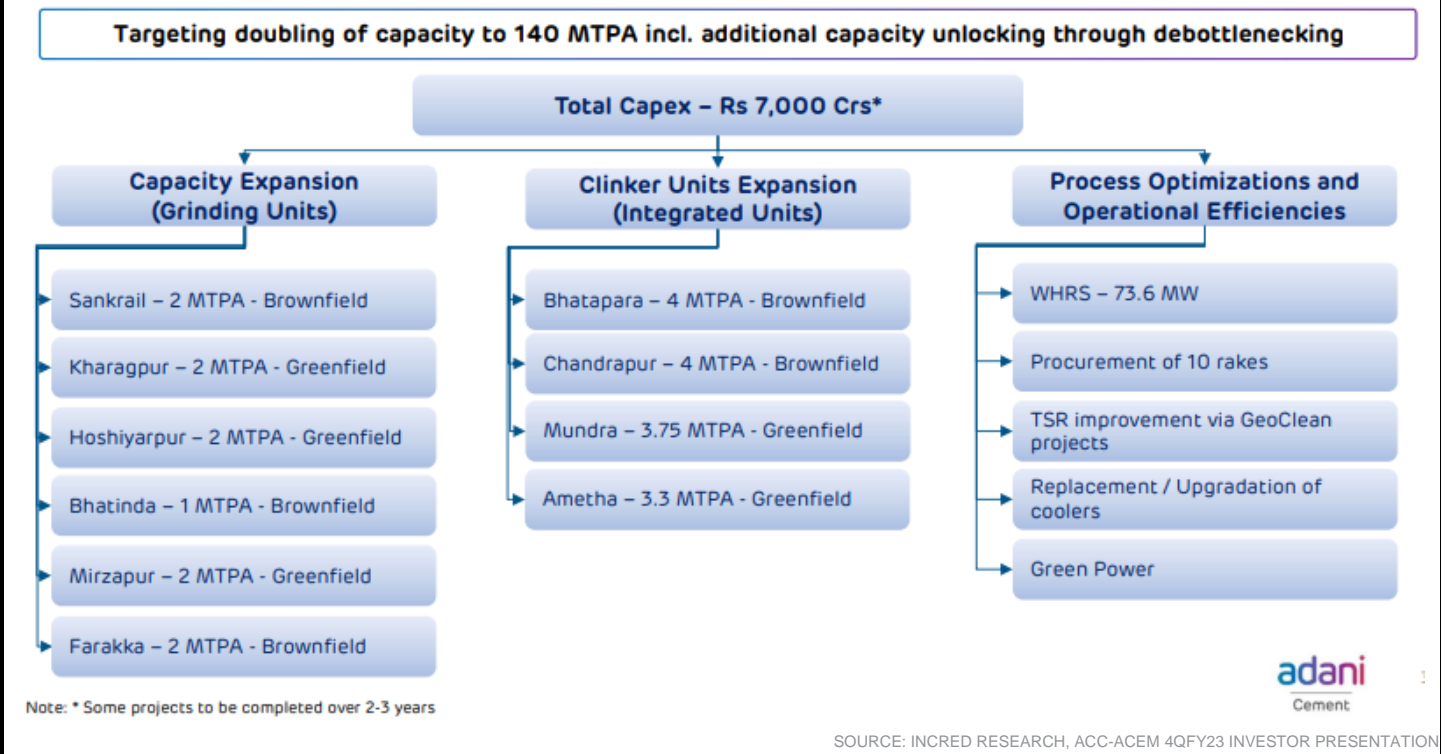 Targeting doubling of capacity to 140 MTPA incl. additional capacity unlocking through debottlenecking
Total Capex – Rs 7,000 Crs*
Capacity Expansion
(Grinding Units)
Sankrail – 2 MTPA - Brownfield
Kharagpur – 2 MTPA - Greenfield
Hoshiyarpur – 2 MTPA - Greenfield
Bhatinda – 1 MTPA - Brownfield
Mirzapur – 2 MTPA - Greenfield
Farakka – 2 MTPA - Brownfield
Clinker Units Expansion
(Integrated Units)
Bhatapara – 4 MTPA - Brownfield
Chandrapur – 4 MTPA - Brownfield
Mundra – 3.75 MTPA - Greenfield
Ametha – 3.3 MTPA - Greenfield
Process Optimizations and
Operational Efficiencies
WHRS – 73.6 MW
Procurement of 10 rakes
TSR improvement via GeoClean
projects
Replacement / Upgradation of
coolers
Green Power
adani
Cement
Note: * Some projects to be completed over 2-3 years
SOURCE: INCRED RESEARCH, ACC-ACEM 4QFY23 INVESTOR PRESENTATION